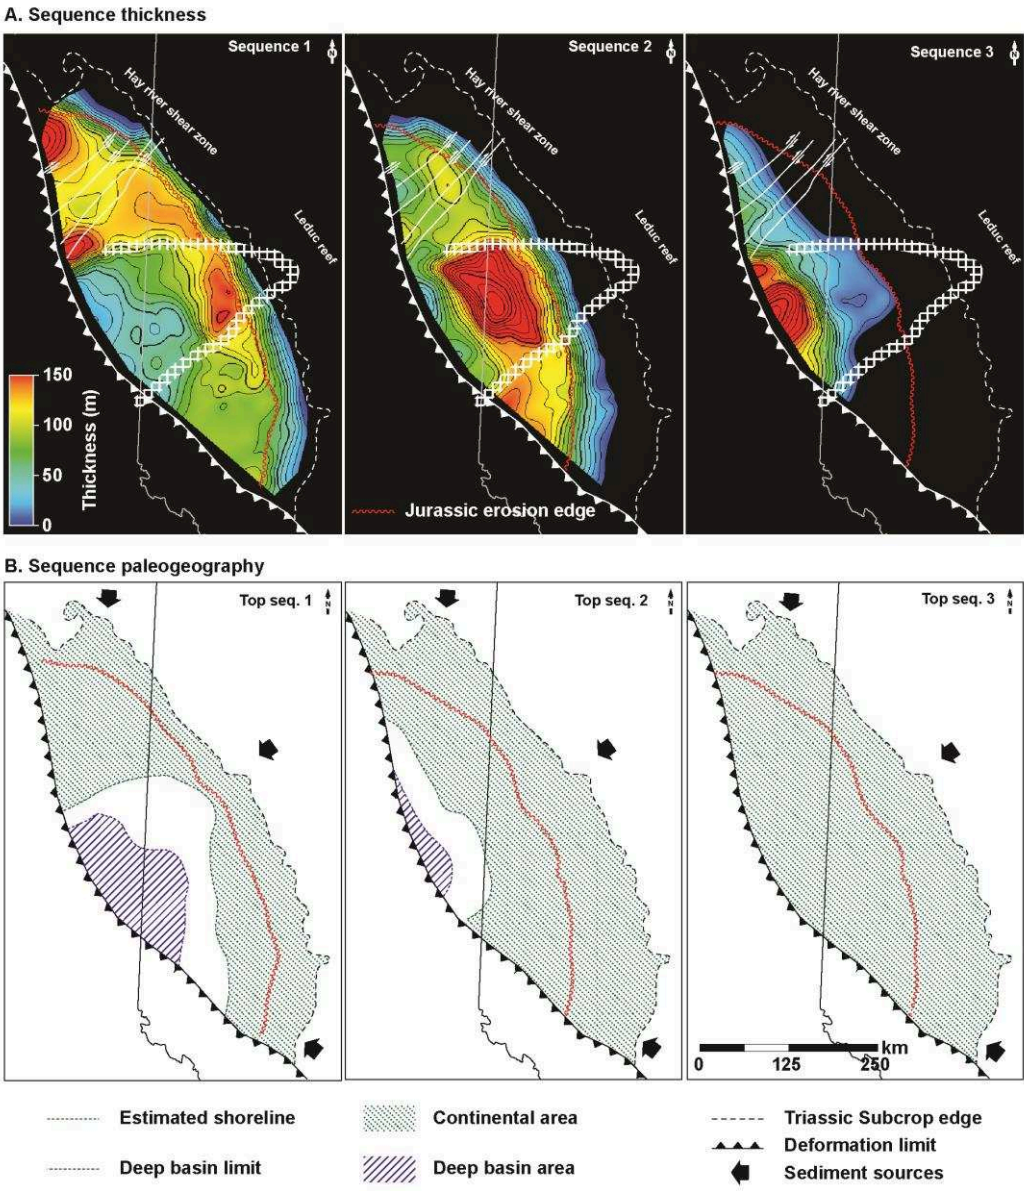 A. Sequence thickness
Sequence 1
N
Hay river shear zone
Leduc reef
150
100
50
0
Thickness (m)
Sequence 2
N
Hay river shear zone
Leduc reef
Jurassic erosion edge
Sequence 3
N
Hay river shear zone
Leduc reef
B. Sequence paleogeography
Top seq. 1
N
Top seq. 2
N
Top seq. 3
N
km
0 125 250
Estimated shoreline
Continental area
Triassic Subcrop edge
Deformation limit
Deep basin limit
Deep basin area
Sediment sources